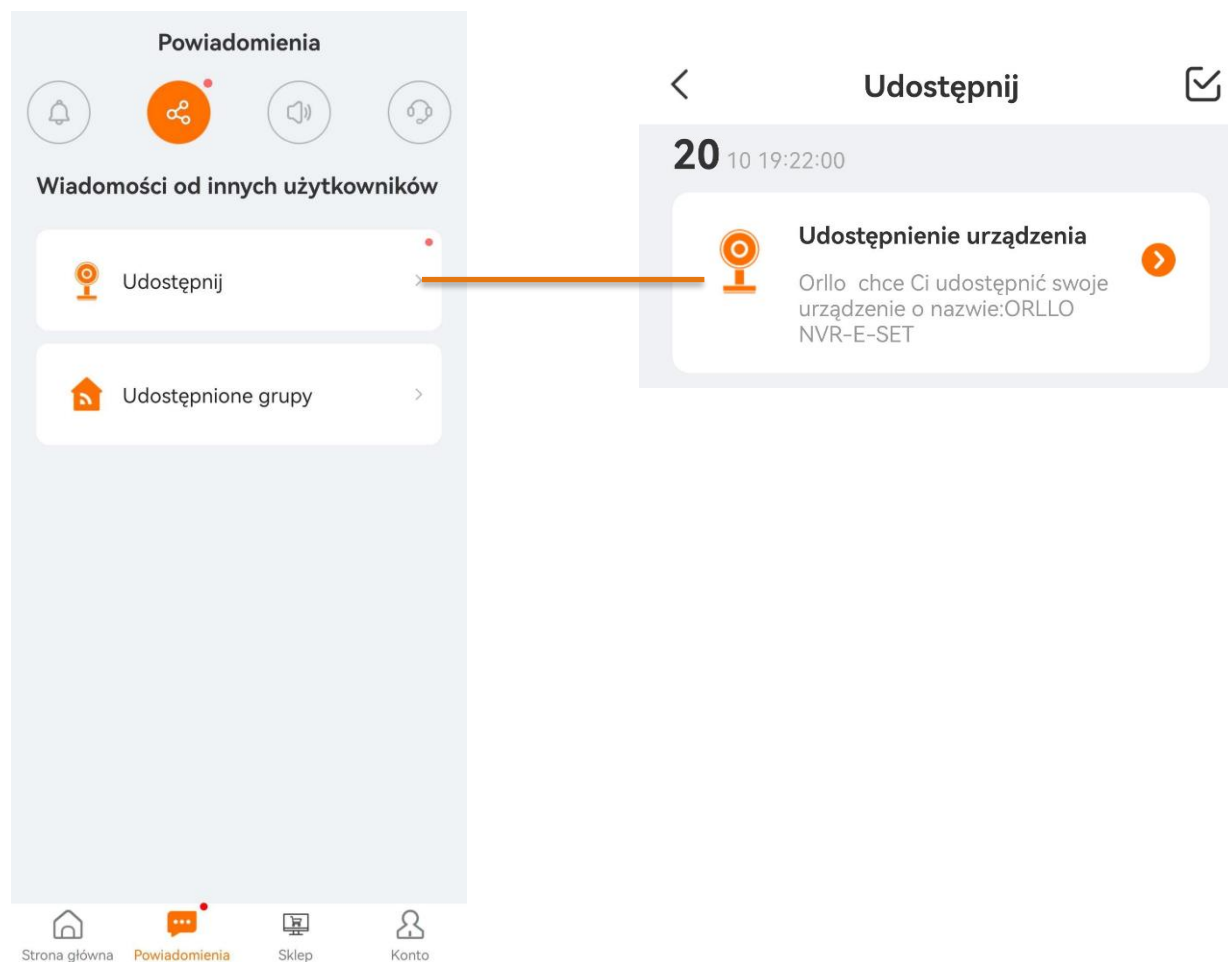 Powiadomienia
Wiadomości od innych użytkowników
Udostępnij
Udostępnione grupy
Strona główna
Powiadomienia
Sklep
Konto
Udostępnij
20 10 19:22:00
Udostępnienie urządzenia
Orllo chce Ci udostępnić swoje
urządzenie o nazwie:ORLLO
NVR-E-SET